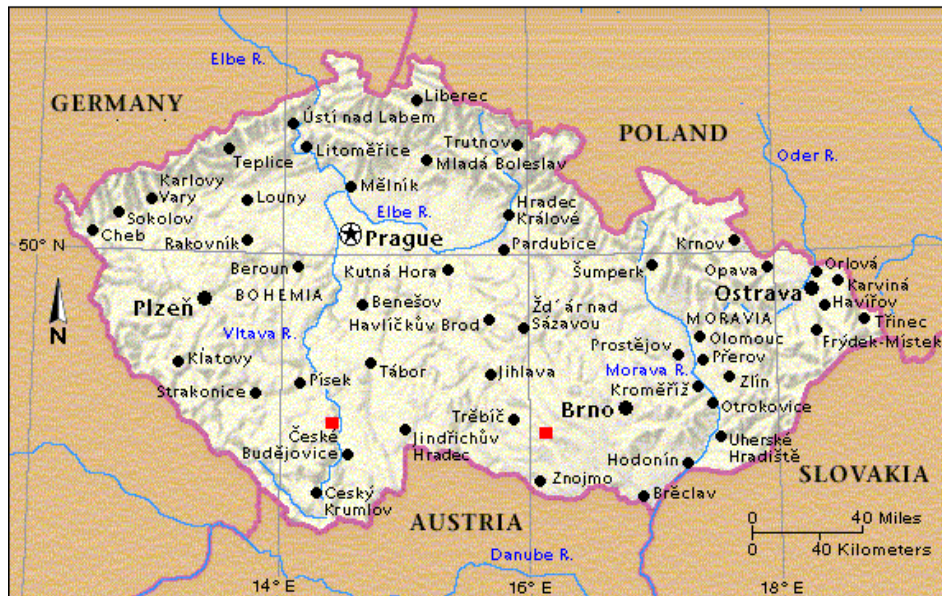 Elbe R.
GERMANY
Liberec
Ústí nad Labem
POLAND
Trutnov
Teplice
Litoměřice
Mladá Boleslav
Oder R.
Karlovy
Vary
Mělník
Louny
Hradec
Králové
Sokolov
Elbe R.
Cheb
50° N
Rakovník
Prague
Pardubice
Krnov
Beroun
Kutná Hora
Šumperk
Opava
Orlová
BOHEMIA
Karviná
Plzeň
Ostrava
Benešov
Havířov
N
Vltava R.
Havlíčkův Brod
Žd´ár nad
Sázavou
MORAVIA
Třinec
Olomouc
Frýdek-Místek
Prostějov
Přerov
Kĺatovy
Tábor
Jihlava
Morava R.
Zlín
Strakonice
Písek
Kroměříž
Brno
Otrokovice
Třebíč
České
Budějovice
Jindřichův
Hradec
Uherské
Hradiště
Hodonín
SLOVAKIA
Znojmo
Břeclav
Ceský
Krumlov
AUSTRIA
0 40 Miles
0 40 Kilometers
Danube R.
14° E
16° E
18° E